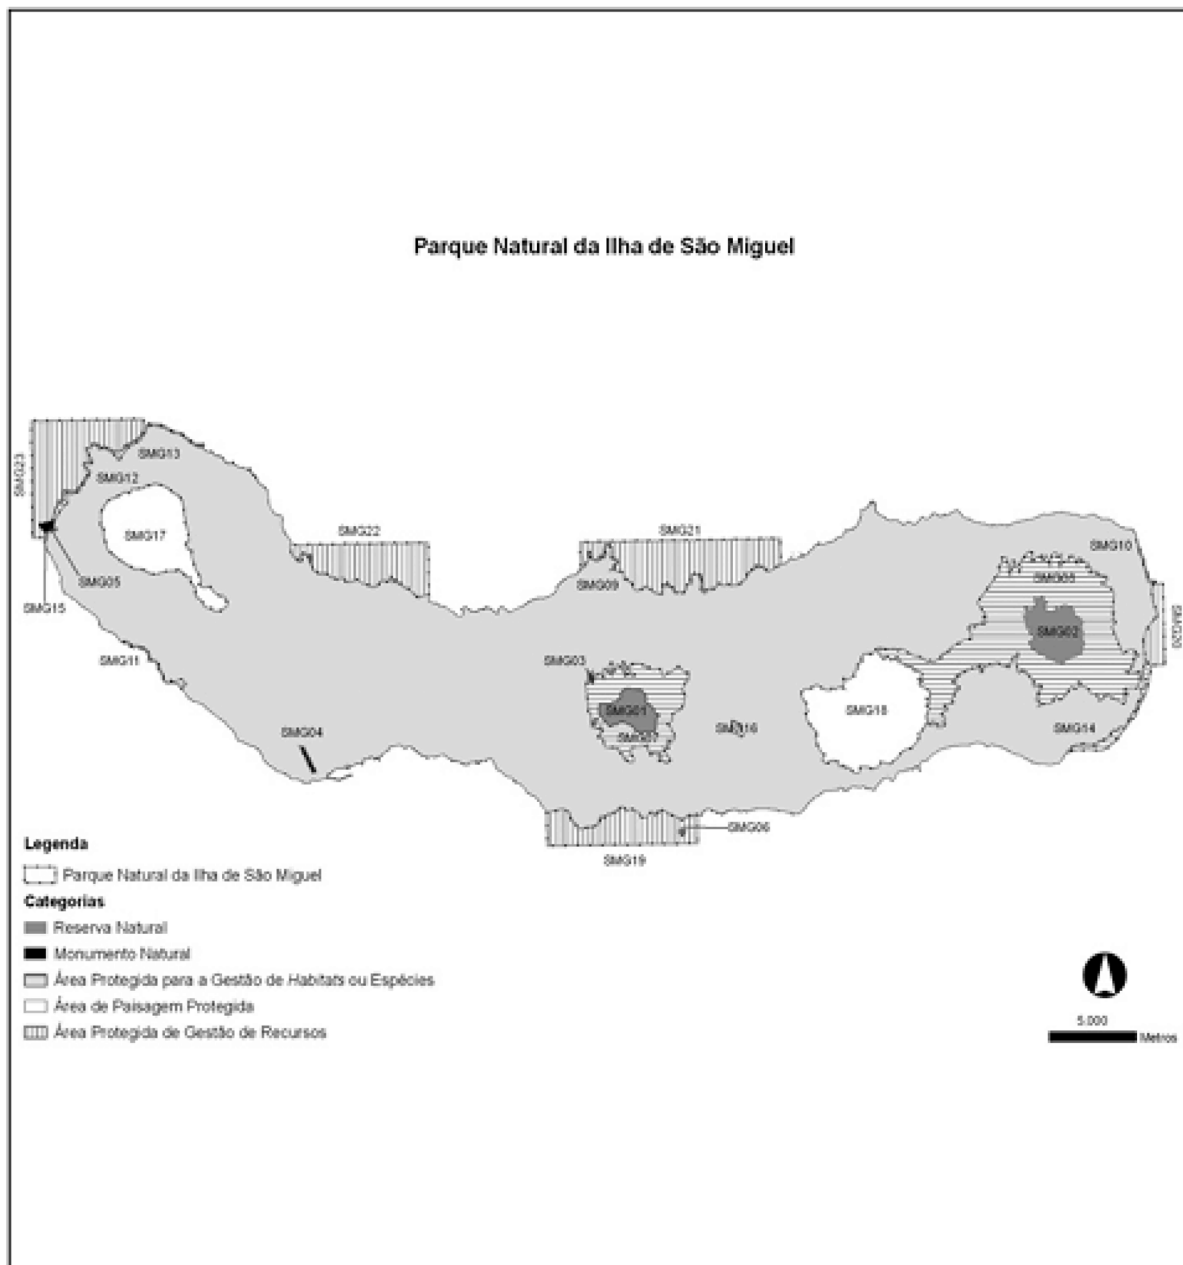 Parque Natural da Ilha de São Miguel
SMG23
SMG13
SMG12
SMG17
SMG05
SMG15
SMG22
SMG21
SMG09
SMG10
SMG08
SMG02
SMG20
SMG11
SMG03
SMG01
SMG07
SMG16
SMG18
SMG14
SMG04
SMG06
SMG19
Legenda
Parque Natural da Ilha de São Miguel
Categorias
Reserva Natural
Monumento Natural
Área Protegida para a Gestão de Habitats ou Espécies
Área de Paisagem Protegida
Área Protegida de Gestão de Recursos
5.000
Metros